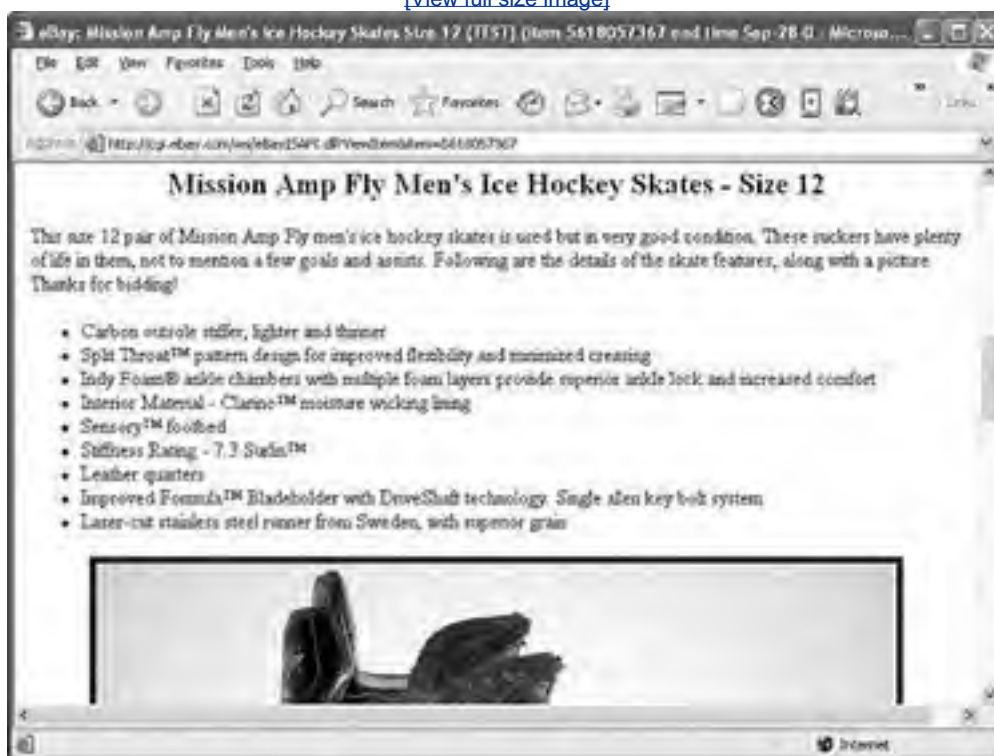 [View full size image]
eBay: Mission Amp Fly Men's Ice Hockey Skates Size 12 (TEST) (item 5618057367 end time Sep-28-0 - Microso...
File Edit View Favorites Tools Help
Back Search Favorites Links
Mission Amp Fly Men's Ice Hockey Skates - Size 12
This size 12 pair of Mission Amp Fly men's ice hockey skates is used but in very good condition. These suckers have plenty
of life in them, not to mention a few goals and assists. Following are the details of the skate features, along with a picture.
Thanks for bidding!
• Carbon outsole stiffer, lighter and thinner
• Split Throat™ pattern design for improved flexibility and minimized creasing
• Indy Foam® ankle chambers with multiple foam layers provide superior ankle lock and increased comfort
• Interior Material - Clarino™ moisture wicking lining
• Sensory™ footbed
• Stiffness Rating - 7.3
• Leather quarters
• Improved Formula™ Bladeholder with DriveShaft technology. Single allen key bolt system
• Laser-cut stainless steel runner from Sweden, with superior grain
Internet